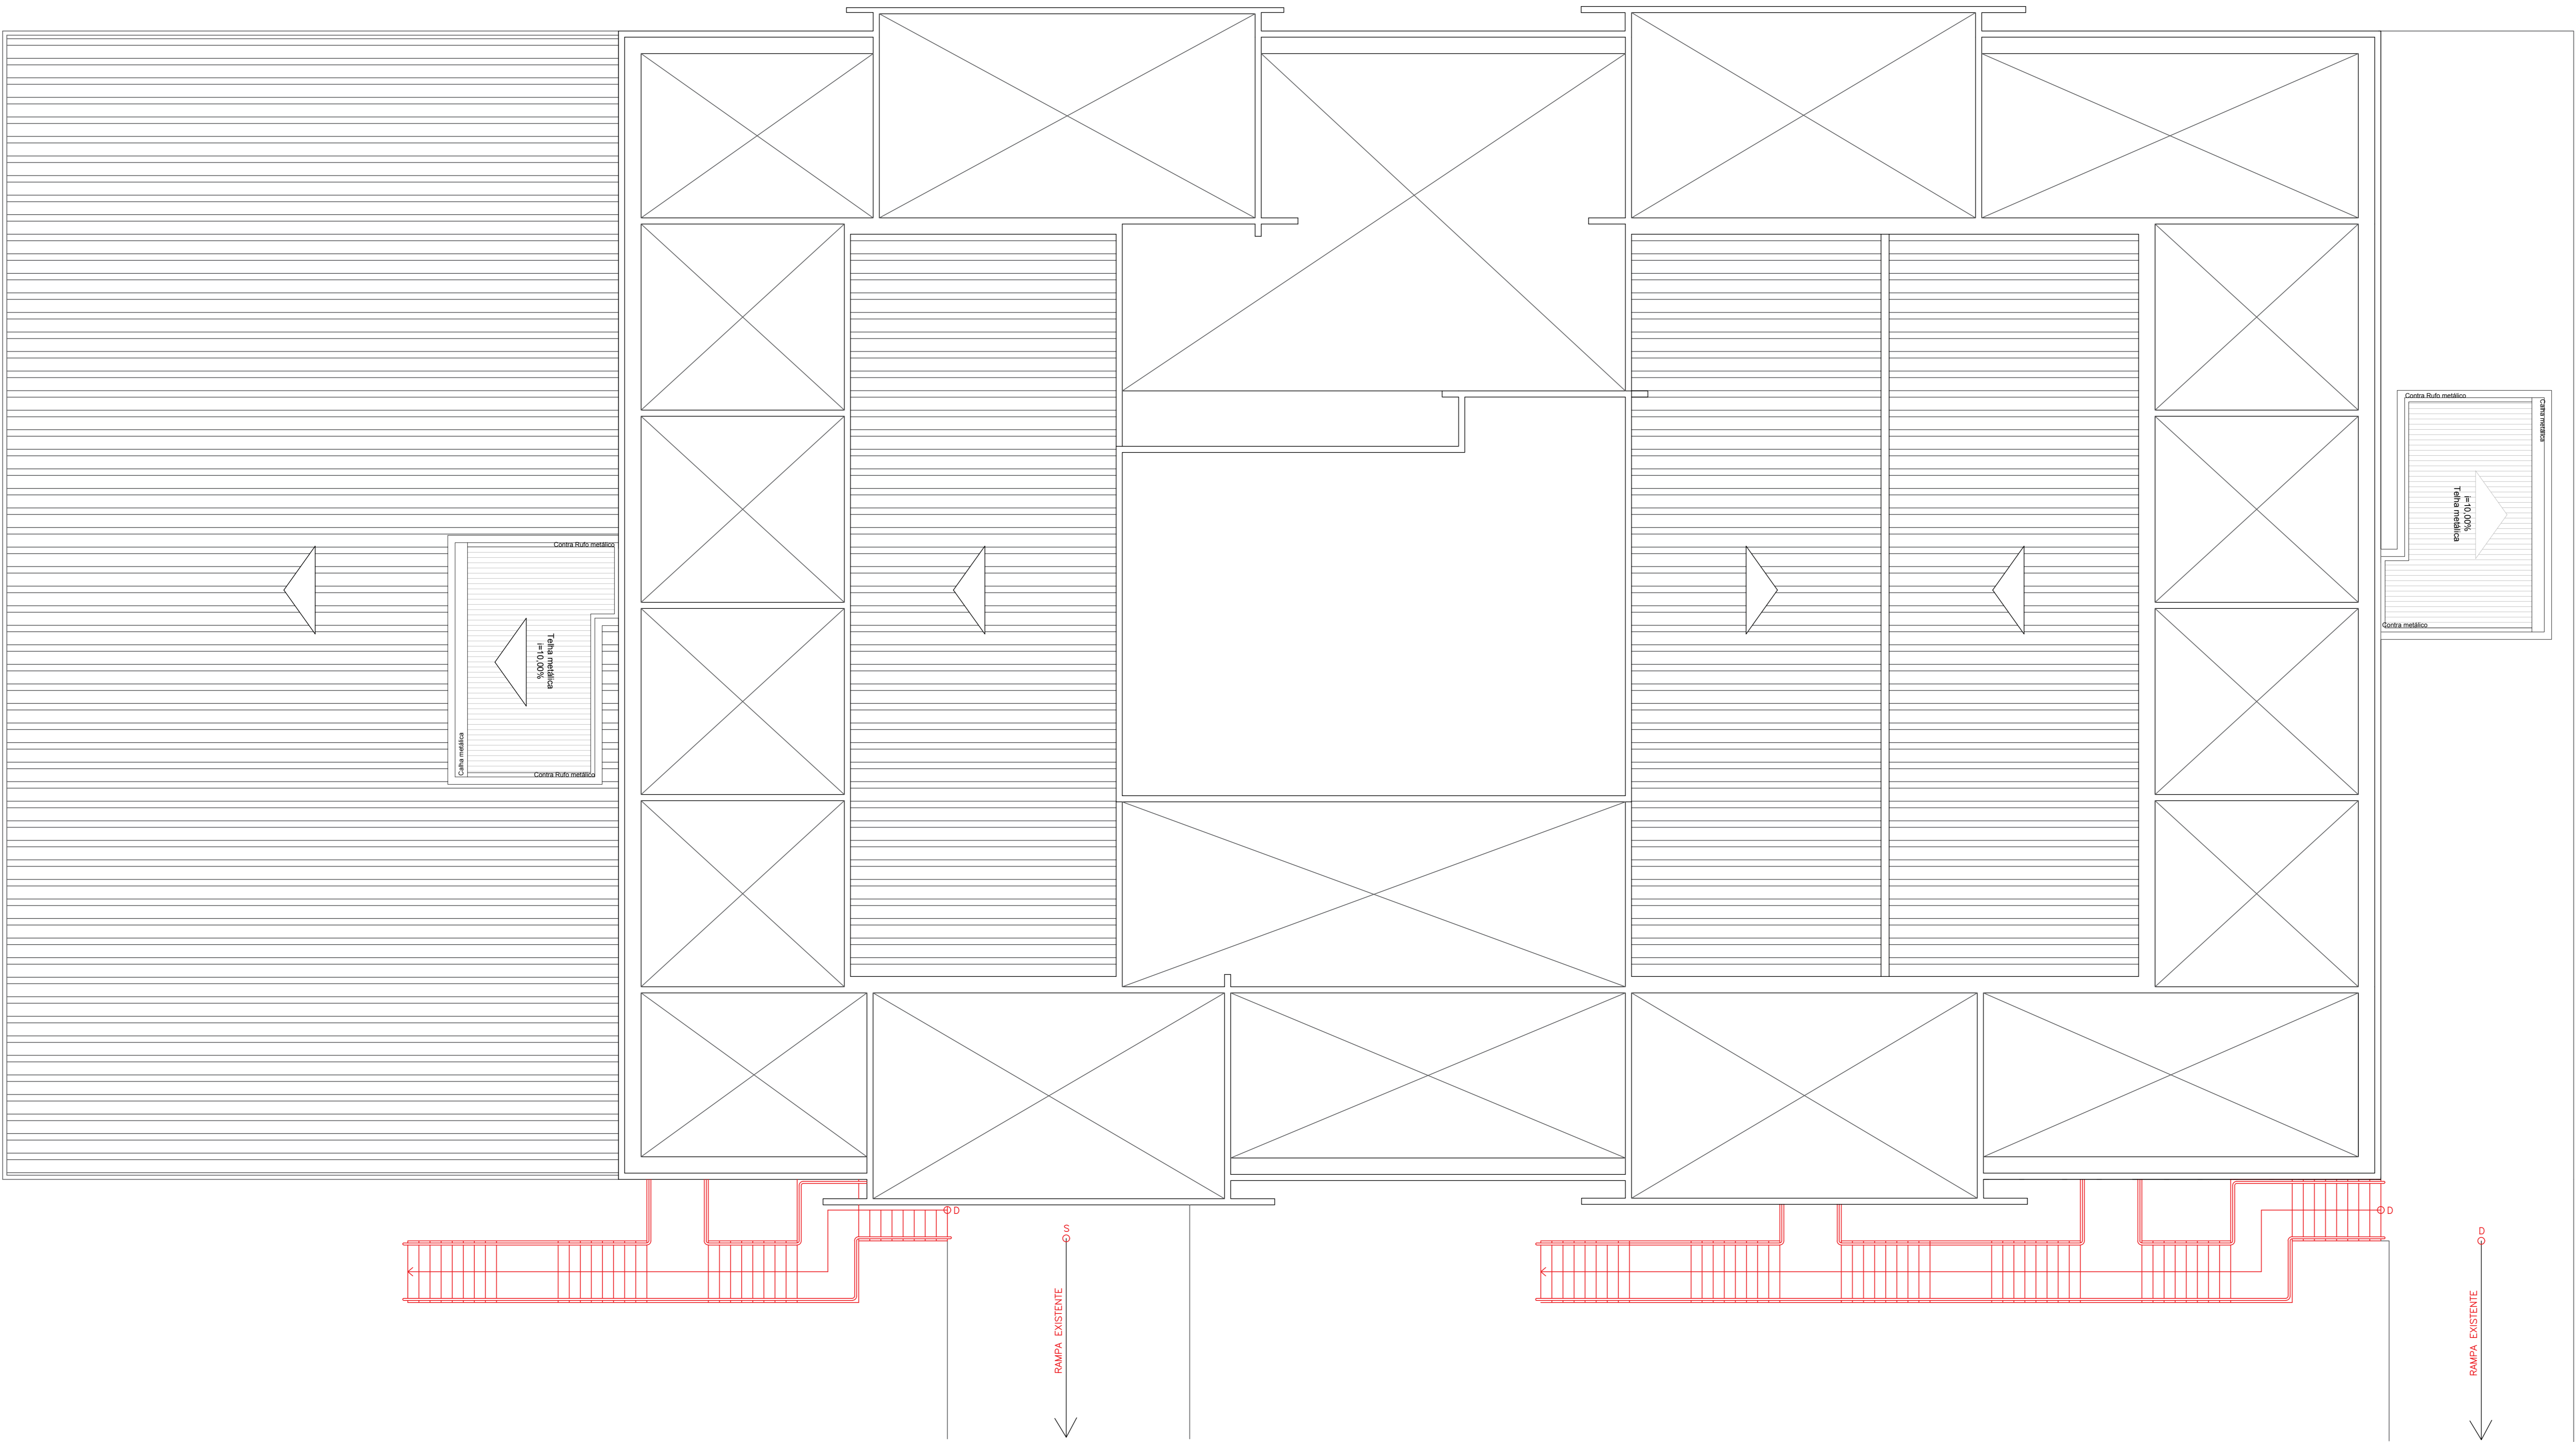 Contra Rufo metálico
Telha metálica
i=10,00%
Calha metálica
Contra Rufo metálico
Contra Rufo metálico
Calha metálica
i=10,00%
Telha metálica
Contra metálico
D
S
RAMPA EXISTENTE
D
D
RAMPA EXISTENTE